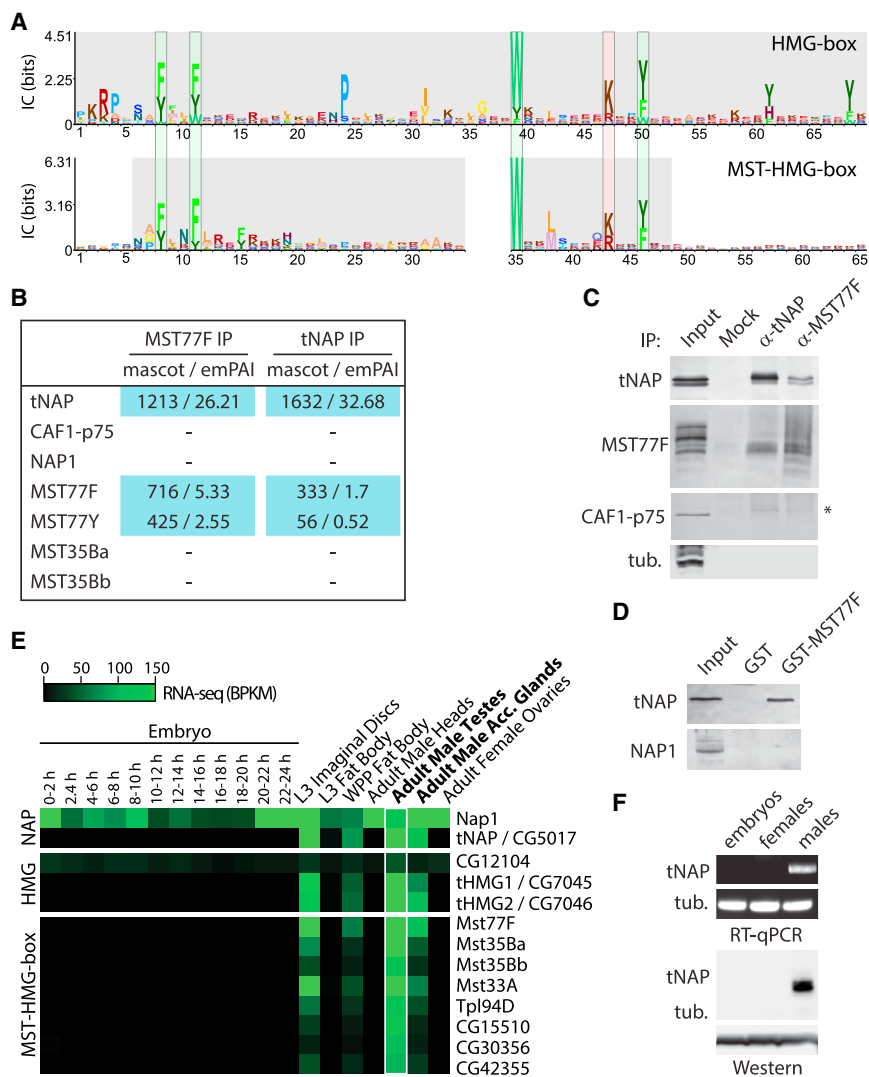 A
4.51
2.25
0
IC (bits)
HMG-box
1 5 10 15 20 25 30 35 40 45 50 55 60 65
6.31
3.16
0
IC (bits)
MST-HMG-box
1 5 10 15 20 25 30 35 40 45 50 55 60 65
B
MST77F IP tNAP IP
mascot / emPAI mascot / emPAI
tNAP 1213 / 26.21 1632 / 32.68
CAF1-p75 - -
NAP1 - -
MST77F 716 / 5.33 333 / 1.7
MST77Y 425 / 2.55 56 / 0.52
MST35Ba - -
MST35Bb - -
C
IP: Input Mock α-tNAP α-MST77F
tNAP
MST77F
CAF1-p75 *
tub.
D
Input GST GST-MST77F
tNAP
NAP1
E
0 50 100 150
RNA-seq (BPKM)
Embryo
0-2 h 2.4 h 4-6 h 6-8 h 8-10 h 10-12 h 12-14 h 14-16 h 16-18 h 18-20 h 20-22 h 22-24 h L3 Imaginal Discs L3 Fat Body WPP Fat Body Adult Male Heads Adult Male Testes Adult Male Acc. Glands Adult Female Ovaries
NAP
Nap1
tNAP / CG5017
HMG
CG12104
tHMG1 / CG7045
tHMG2 / CG7046
MST-HMG-box
Mst77F
Mst35Ba
Mst35Bb
Mst33A
Tpl94D
CG15510
CG30356
CG42355
F
embryos females males
tNAP
tub.
RT-qPCR
tNAP
tub.
Western